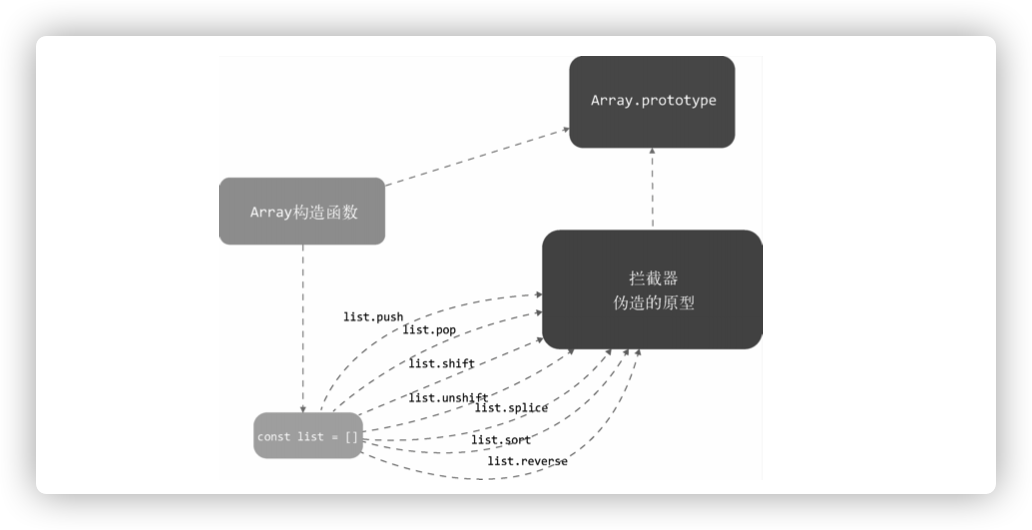 Array.prototype
Array构造函数
拦截器
伪造的原型
list.push
list.pop
list.shift
list.unshift
list.splice
const list = []
list.sort
list.reverse